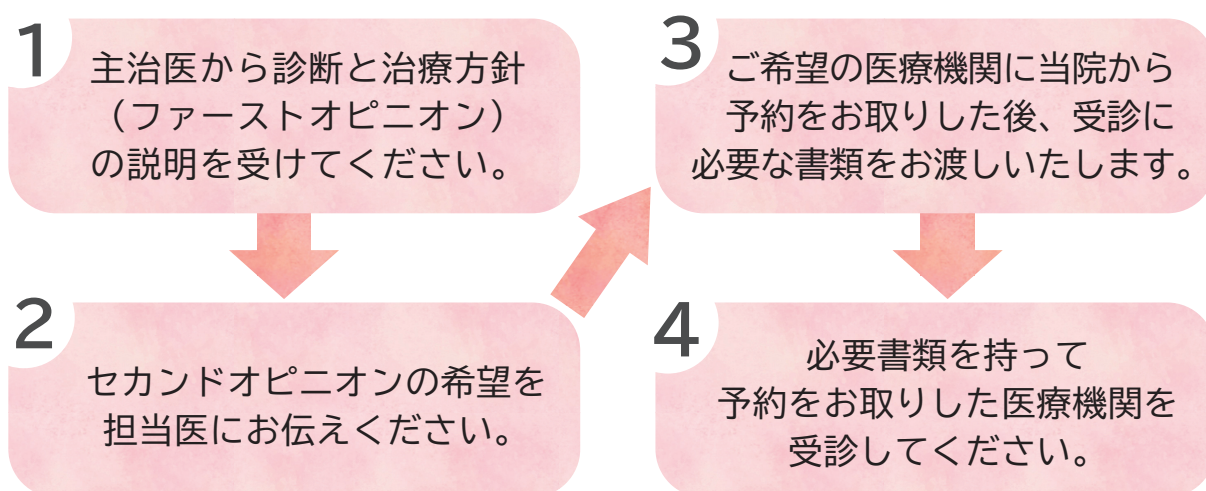 1
主治医から診断と治療方針
（ファーストオピニオン）
の説明を受けてください。
2
セカンドオピニオンの希望を
担当医にお伝えください。
3
ご希望の医療機関に当院から
予約をお取りした後、受診に
必要な書類をお渡しいたします。
4
必要書類を持って
予約をお取りした医療機関を
受診してください。